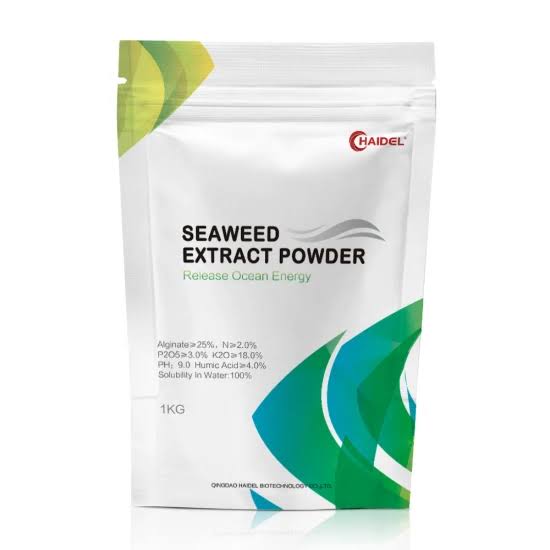 HAIDEL®
SEAWEED
EXTRACT POWDER
Release Ocean Energy
Alginate≥25%, N≥2.0%
P2O5≥3.0% K2O≥18.0%
PH: 9.0 Humic Acid≥4.0%
Solubility In Water:100%
1KG
QINGDAO HAIDEL BIOTECHNOLOGY CO.,LTD.